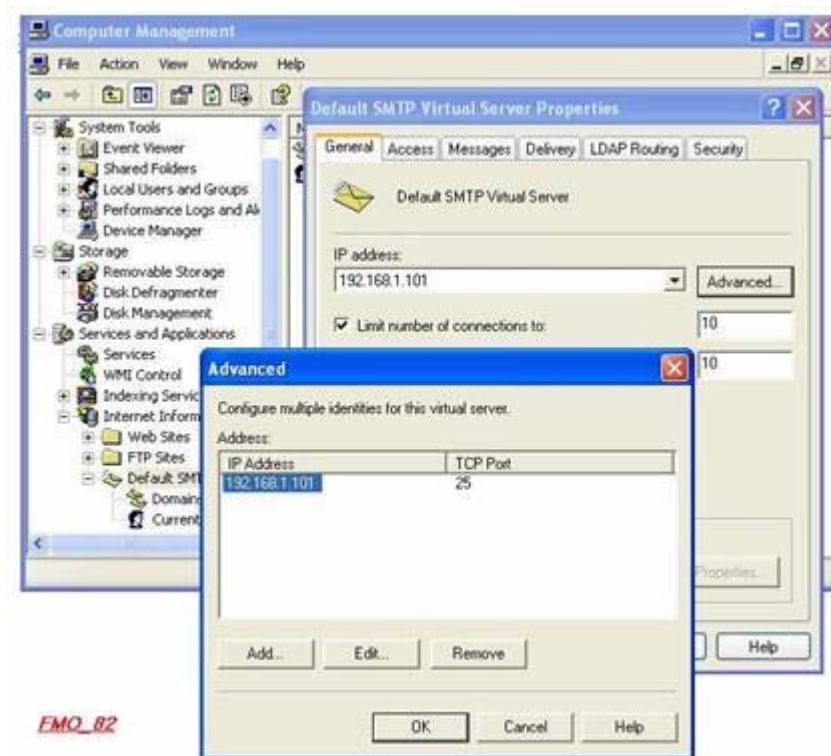 Computer Management
File Action View Window Help
System Tools
Event Viewer
Shared Folders
Local Users and Groups
Performance Logs and Al
Device Manager
Storage
Removable Storage
Disk Defragmenter
Disk Management
Services and Applications
Services
WMI Control
Indexing Servic
Internet Inform
Web Sites
FTP Sites
Default SMT
Domain
Current
N
Default SMTP Virtual Server Properties
General Access Messages Delivery LDAP Routing Security
Default SMTP Virtual Server
IP address:
192.168.1.101 Advanced...
Limit number of connections to: 10
10
Properties...
Help
Advanced
Configure multiple identities for this virtual server.
Address:
IP Address TCP Port
192.168.1.101 25
Add... Edit... Remove
OK Cancel Help
FMO_82